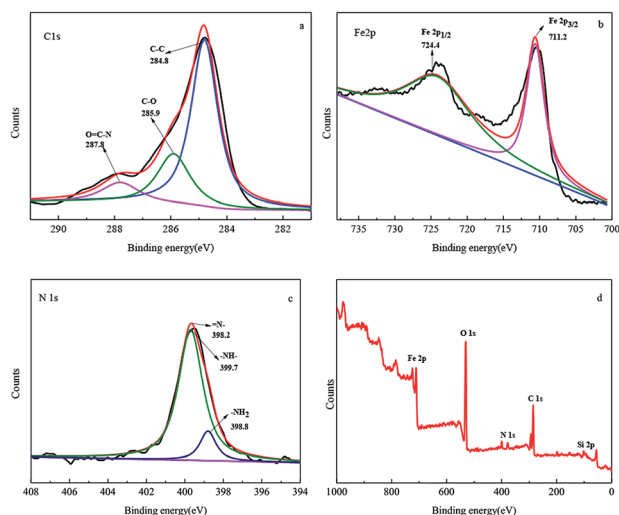 C1s
a
C-C
284.8
C-O
285.9
O=C-N
287.8
Counts
290 288 286 284 282
Binding energy(eV)
Fe2p
b
Fe 2p1/2
724.4
Fe 2p3/2
711.2
Counts
735 730 725 720 715 710 705 700
Binding energy(eV)
N 1s
c
=N-
398.2
-NH-
399.7
-NH2
398.8
Counts
408 406 404 402 400 398 396 394
Binding energy(eV)
d
O 1s
Fe 2p
C 1s
N 1s
Si 2p
Counts
1000 800 600 400 200 0
Binding energy(eV)